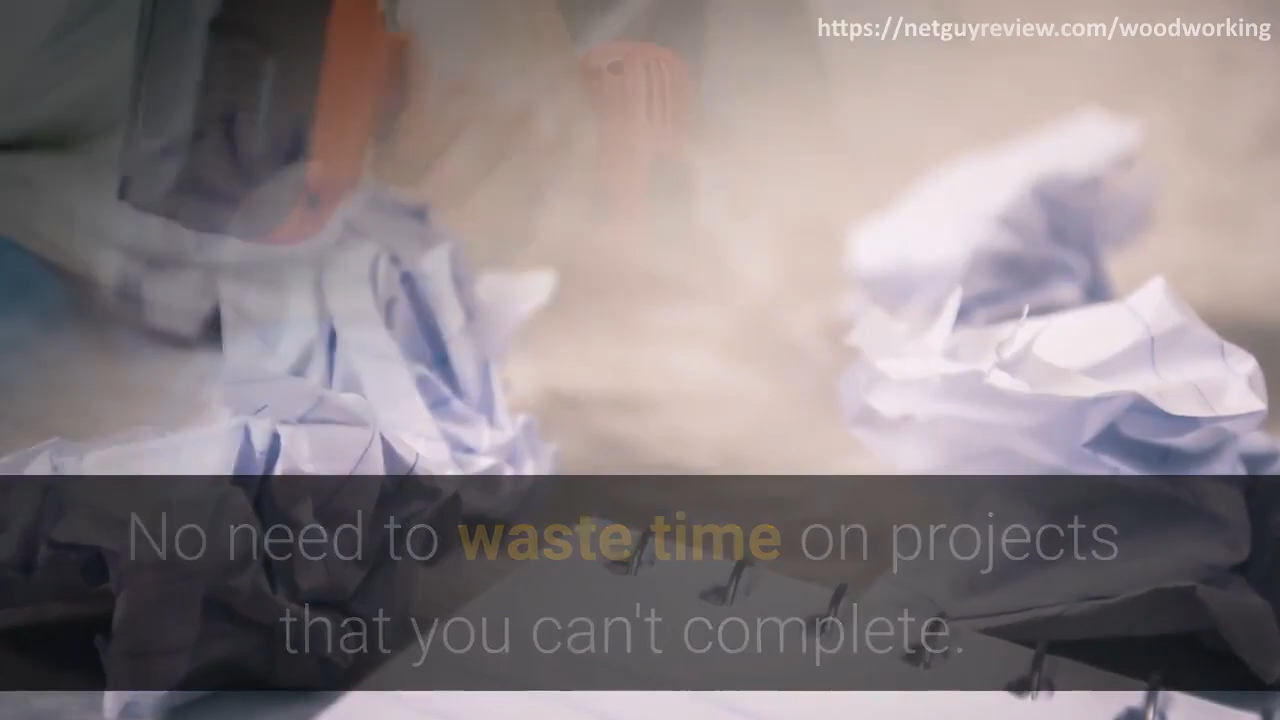 https://netguyreview.com/woodworking
No need to waste time on projects
that you can't complete.